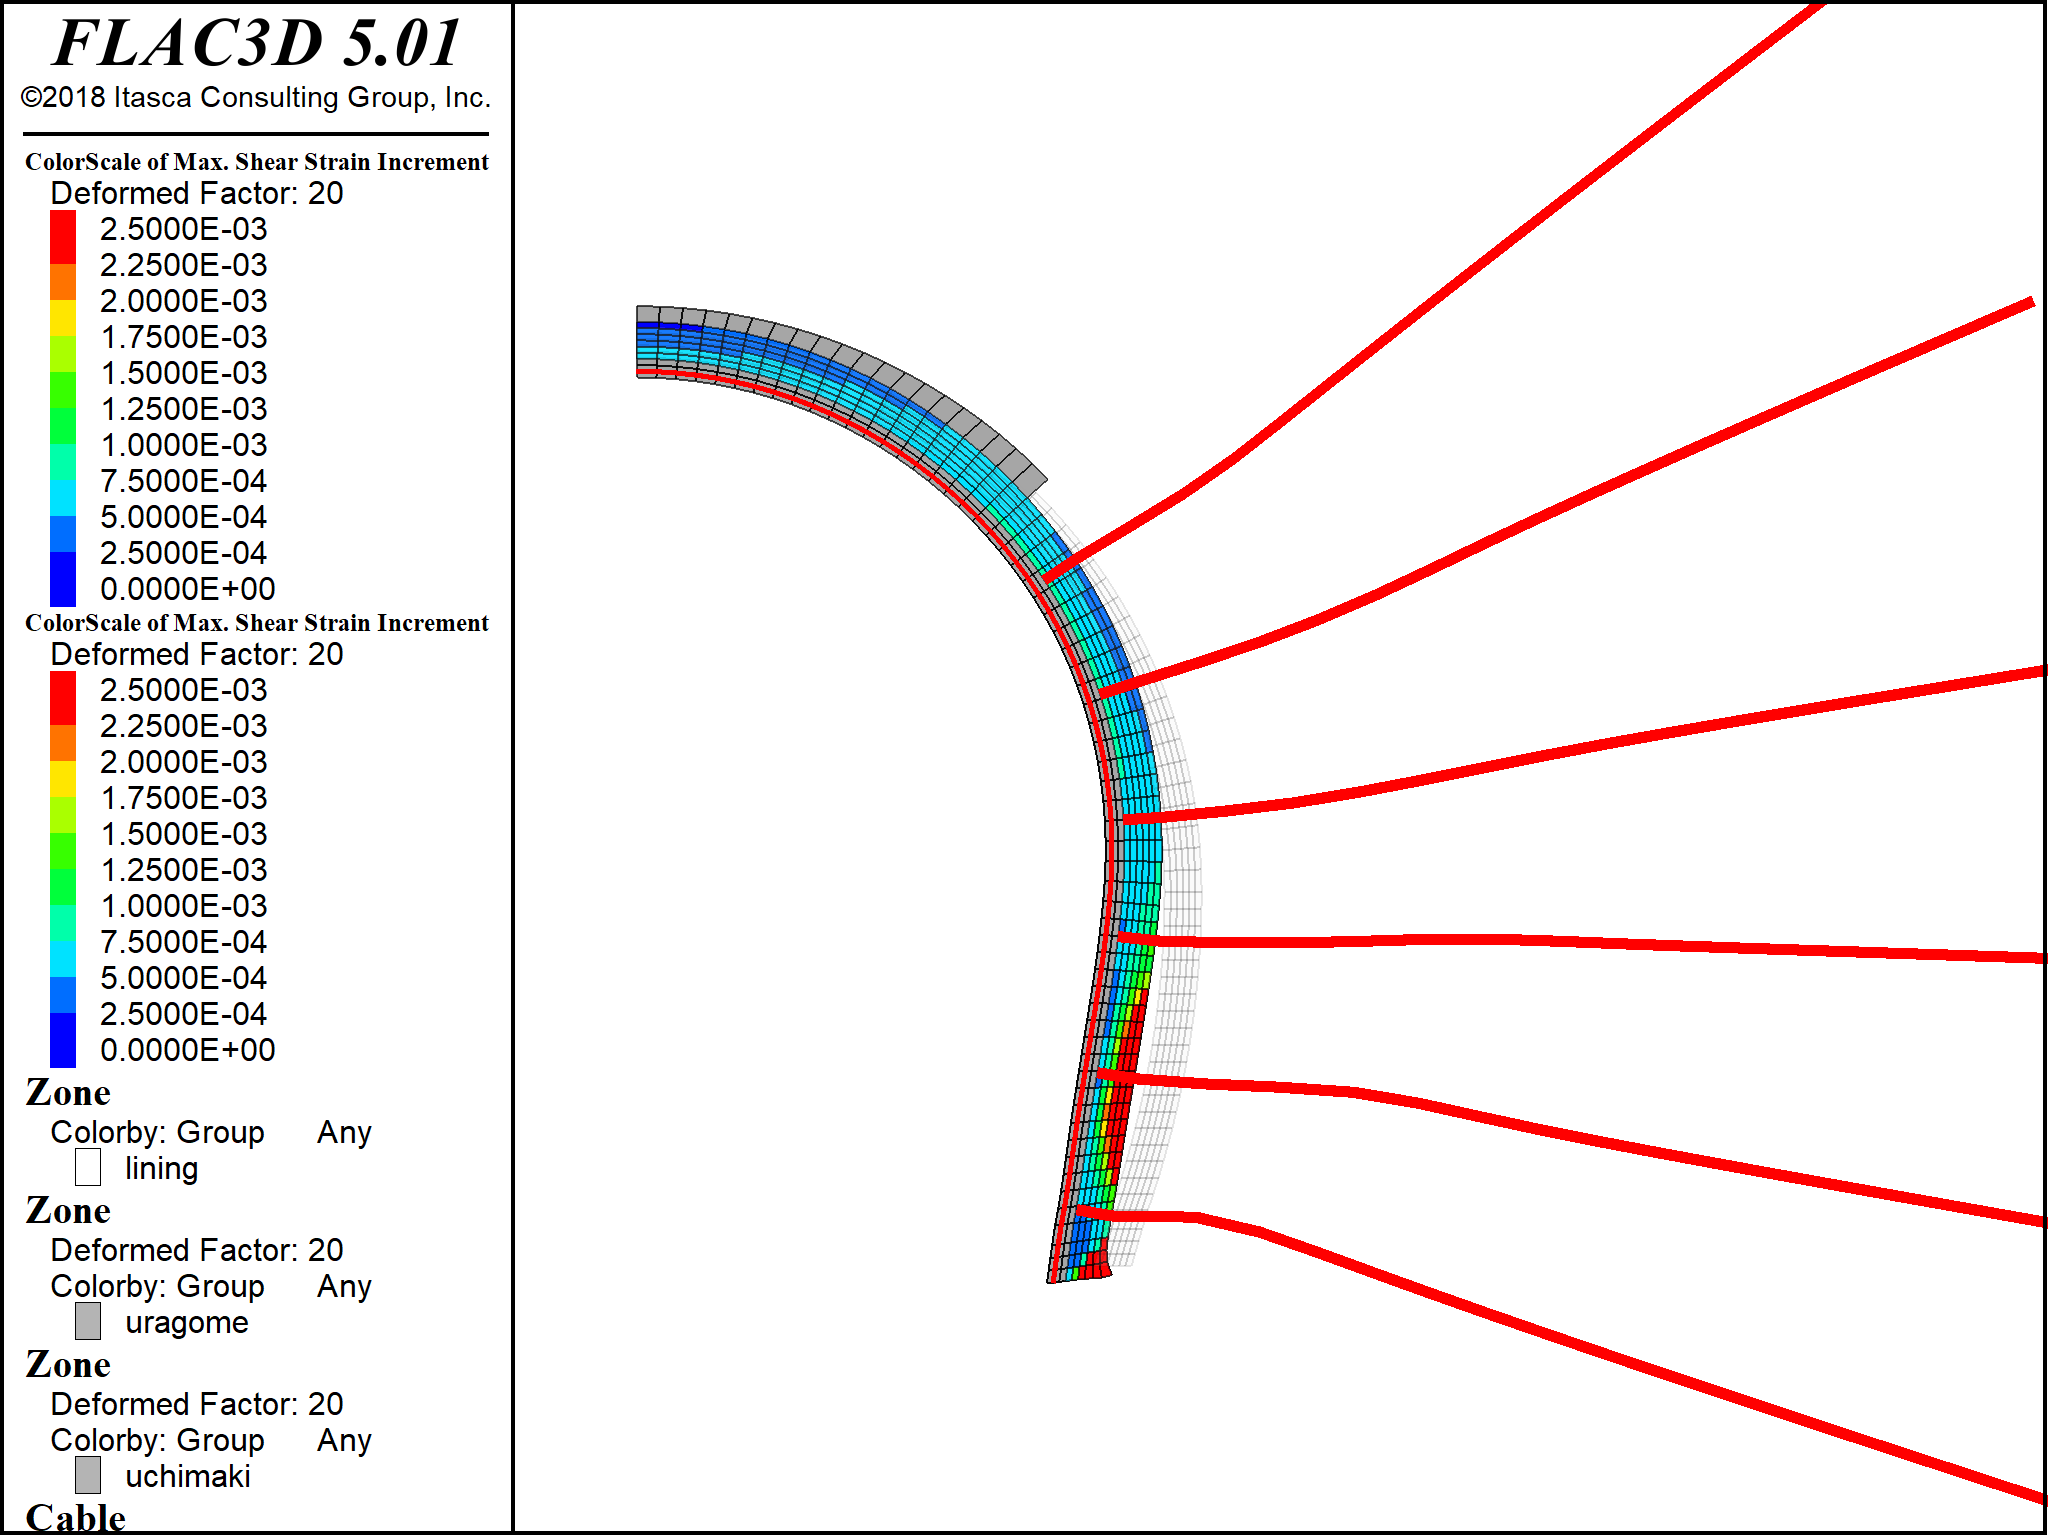 FLAC3D 5.01
©2018 Itasca Consulting Group, Inc.
ColorScale of Max. Shear Strain Increment
Deformed Factor: 20
2.5000E-03
2.2500E-03
2.0000E-03
1.7500E-03
1.5000E-03
1.2500E-03
1.0000E-03
7.5000E-04
5.0000E-04
2.5000E-04
0.0000E+00
ColorScale of Max. Shear Strain Increment
Deformed Factor: 20
2.5000E-03
2.2500E-03
2.0000E-03
1.7500E-03
1.5000E-03
1.2500E-03
1.0000E-03
7.5000E-04
5.0000E-04
2.5000E-04
0.0000E+00
Zone
Colorby: Group Any
lining
Zone
Deformed Factor: 20
Colorby: Group Any
uragome
Zone
Deformed Factor: 20
Colorby: Group Any
uchimaki
Cable